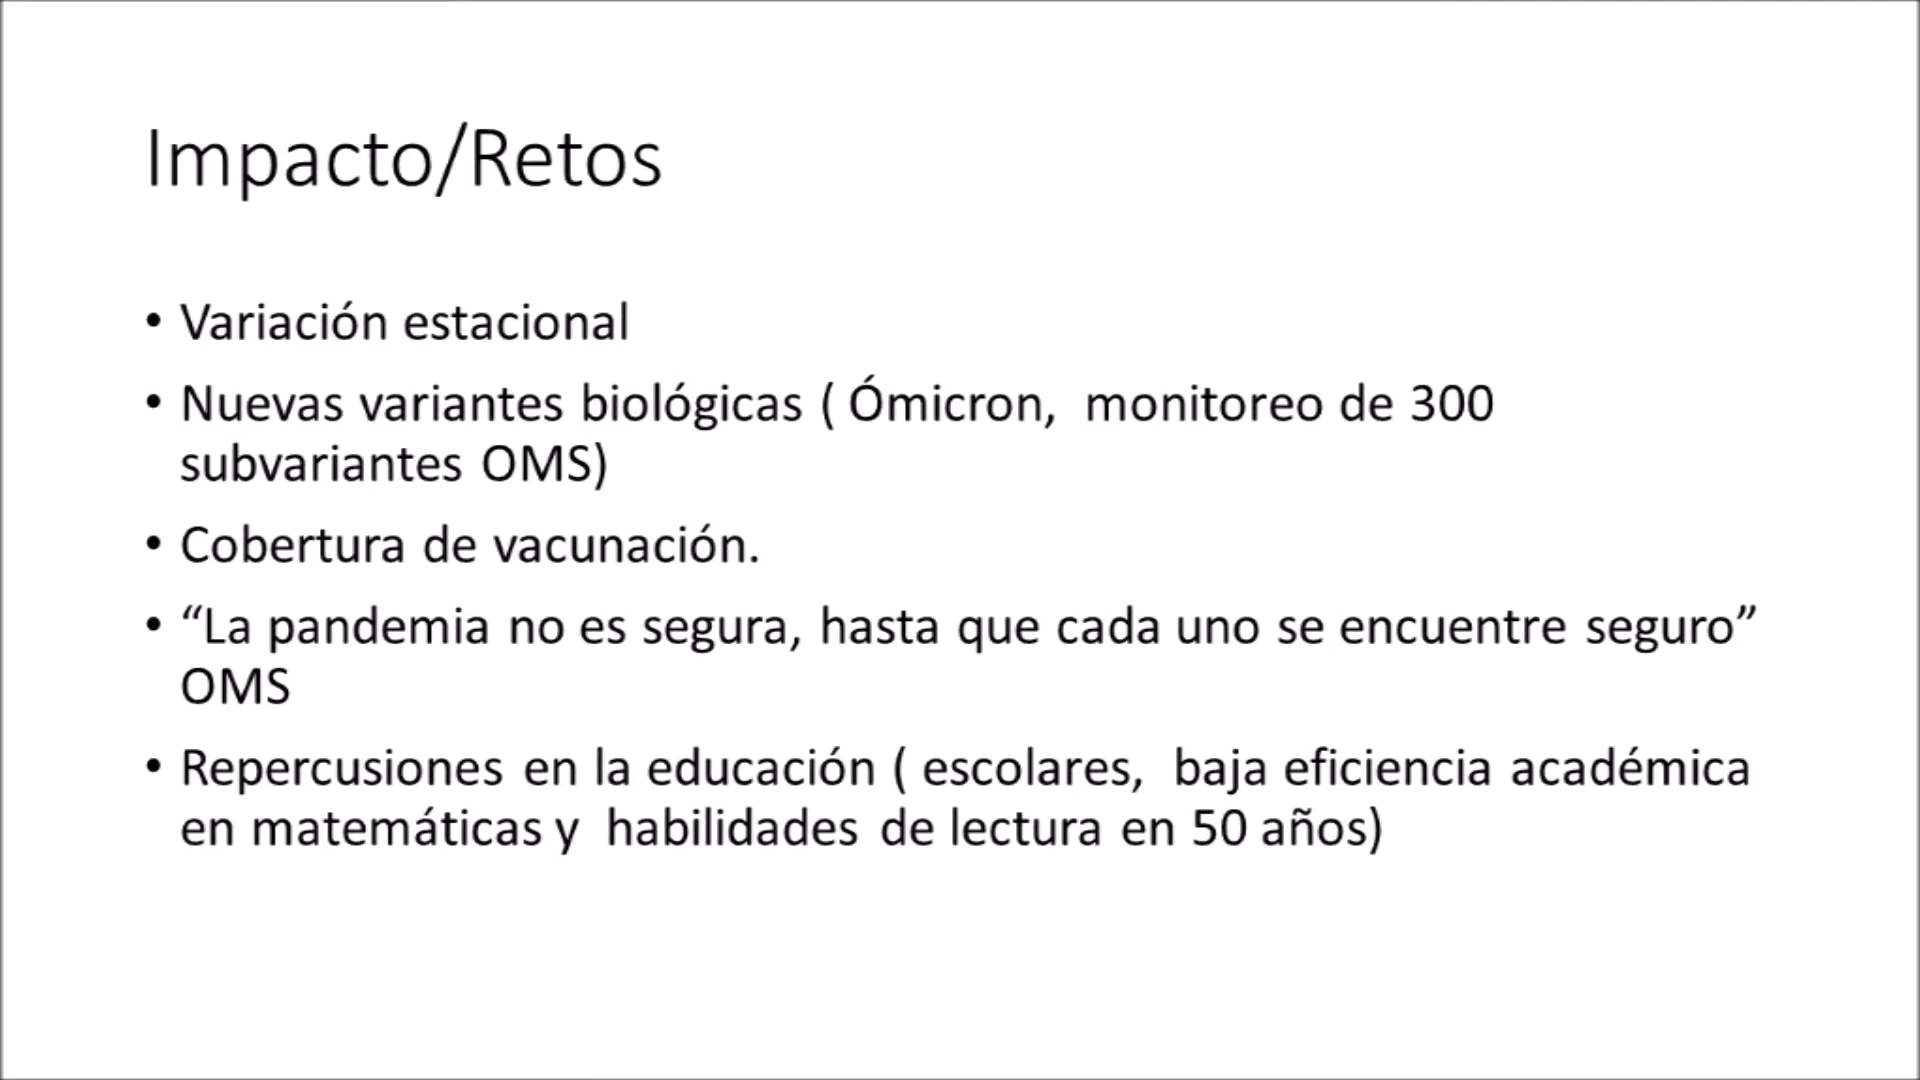 Impacto/Retos
• Variación estacional
• Nuevas variantes biológicas ( Ómicron, monitoreo de 300
subvariantes OMS)
• Cobertura de vacunación.
• “La pandemia no es segura, hasta que cada uno se encuentre seguro”
OMS
• Repercusiones en la educación ( escolares, baja eficiencia académica
en matemáticas y habilidades de lectura en 50 años)